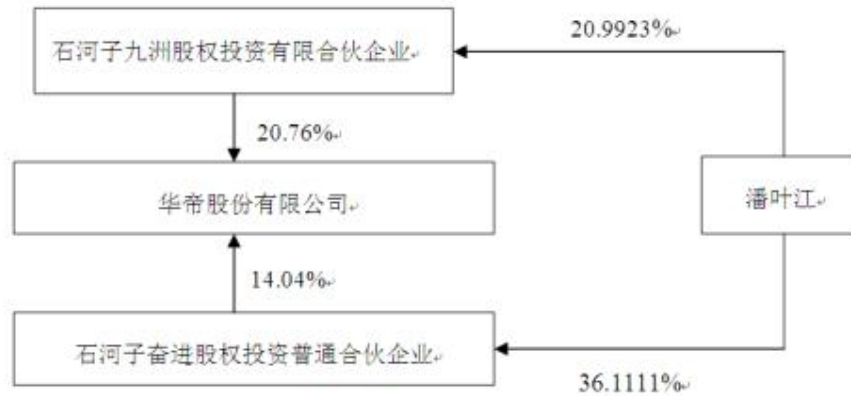 20.9923%
石河子九洲股权投资有限合伙企业
20.76%
华帝股份有限公司
潘叶江
14.04%
石河子奋进股权投资普通合伙企业
36.1111%